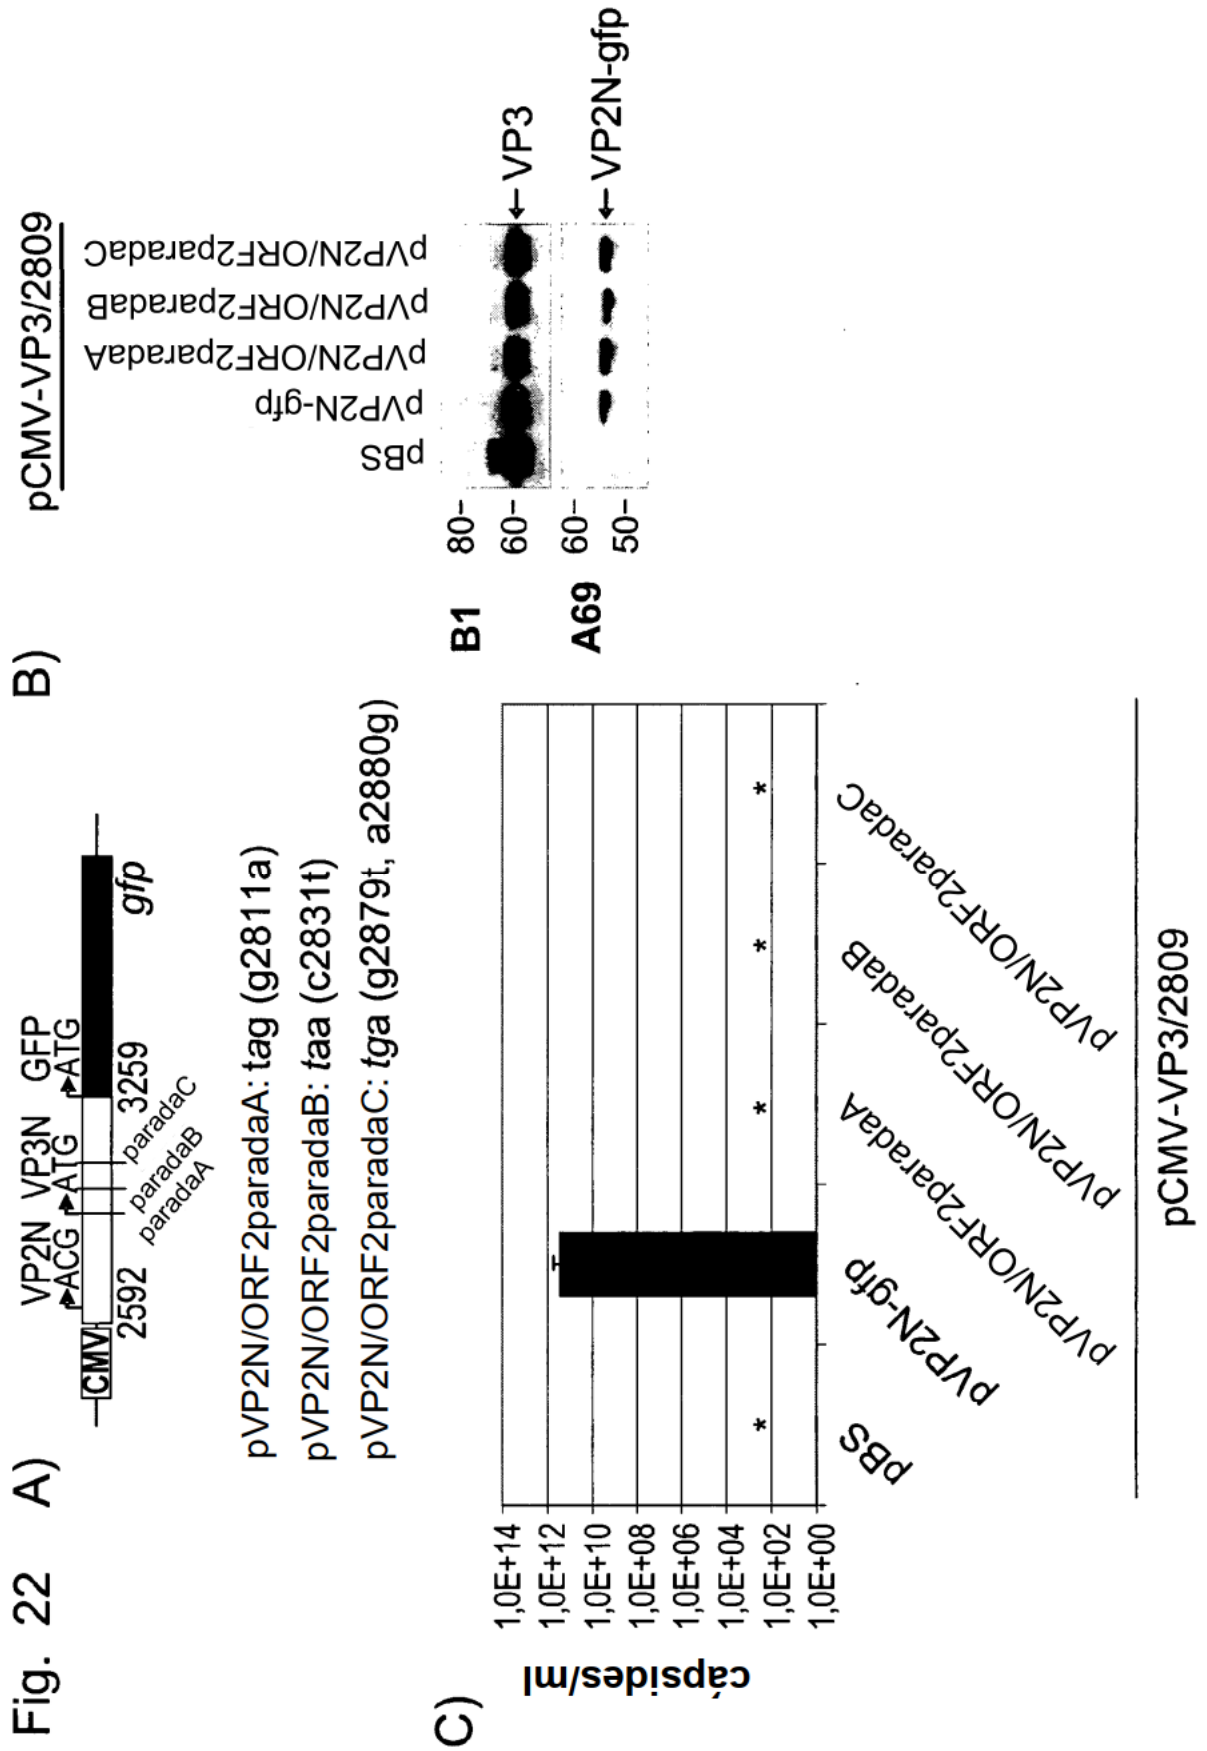 Fig. 22
A)
VP2N VP3N GFP
ACG ATG ATG
CMV
gfp
2592 3259
paradaA
paradaB
paradaC
pVP2N/ORF2paradaA: tag (g2811a)
pVP2N/ORF2paradaB: taa (c2831t)
pVP2N/ORF2paradaC: tga (g2879t, a2880g)
B)
pCMV-VP3/2809
pBS
pVP2N-gfp
pVP2N/ORF2paradaA
pVP2N/ORF2paradaB
pVP2N/ORF2paradaC
B1
80-
60-
VP3
A69
60-
50-
VP2N-gfp
C)
cápsides/ml
1,0E+14
1,0E+12
1,0E+10
1,0E+08
1,0E+06
1,0E+04
1,0E+02
1,0E+00
* * * *
pBS
pVP2N-gfp
pVP2N/ORF2paradaA
pVP2N/ORF2paradaB
pVP2N/ORF2paradaC
pCMV-VP3/2809